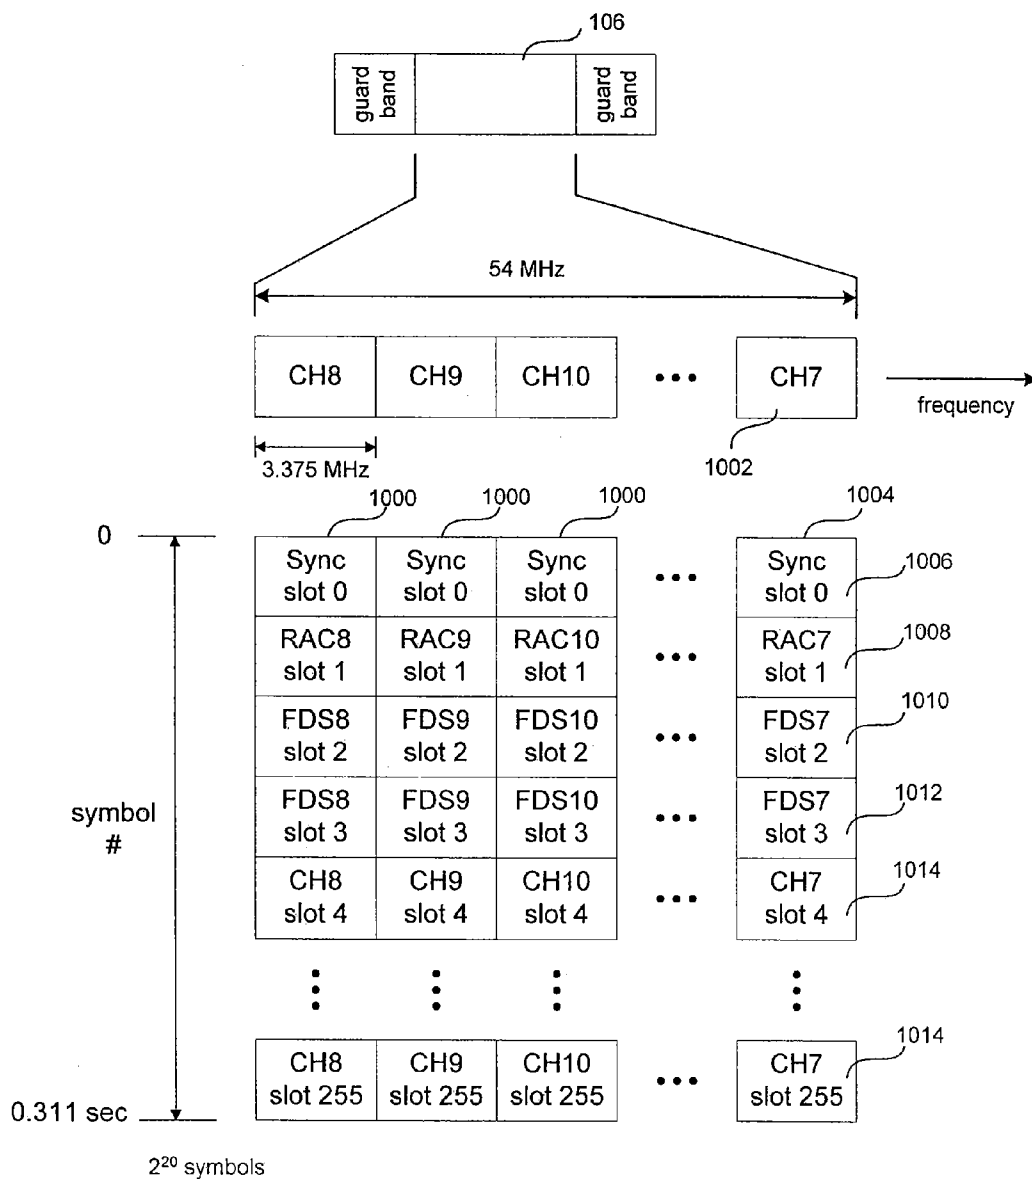 106
guard
band
guard
band
54 MHz
CH8 CH9 CH10 ••• CH7
frequency
1002
3.375 MHz
1000 1000 1000 1004
0
Sync
slot 0
Sync
slot 0
Sync
slot 0
•••
Sync
slot 0
1006
RAC8
slot 1
RAC9
slot 1
RAC10
slot 1
•••
RAC7
slot 1
1008
FDS8
slot 2
FDS9
slot 2
FDS10
slot 2
•••
FDS7
slot 2
1010
FDS8
slot 3
FDS9
slot 3
FDS10
slot 3
•••
FDS7
slot 3
1012
symbol
#
CH8
slot 4
CH9
slot 4
CH10
slot 4
•••
CH7
slot 4
1014
CH8
slot 255
CH9
slot 255
CH10
slot 255
•••
CH7
slot 255
1014
0.311 sec
2²⁰ symbols